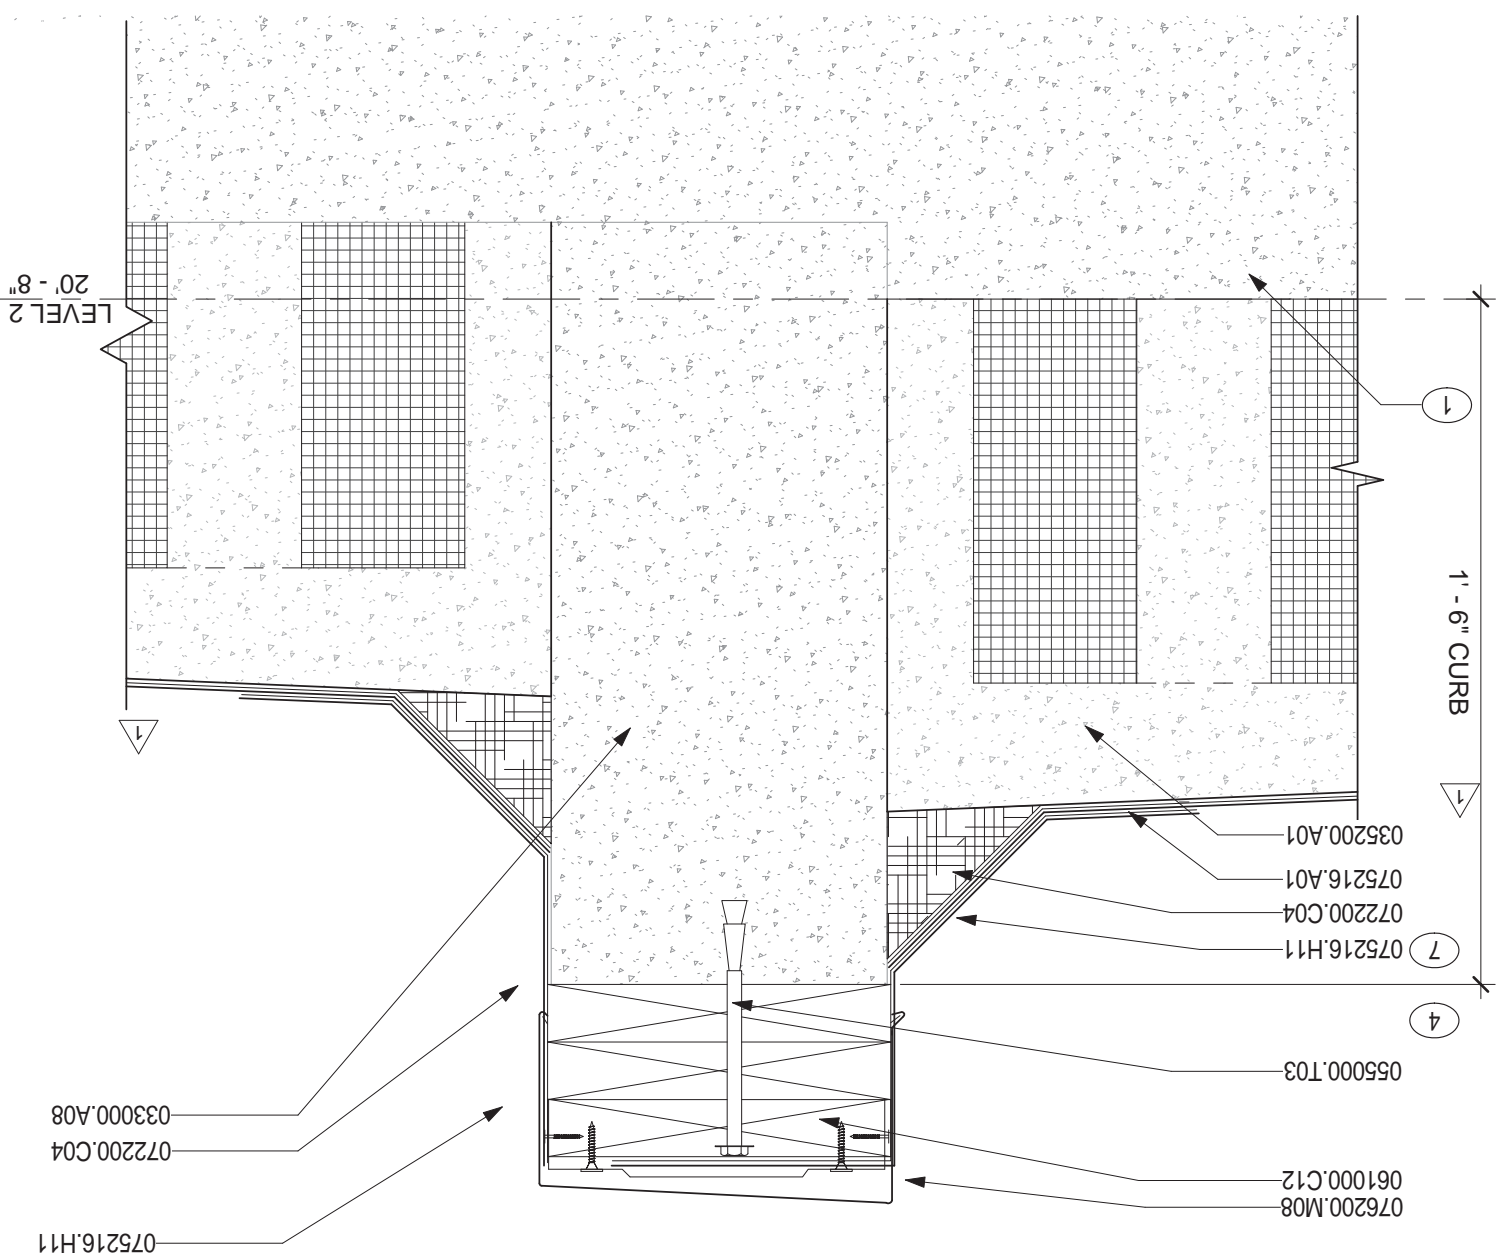 075216.H11
076200.M08
061000.C12
072200.C04
033000.A08
055000.T03
4
7
075216.H11
072200.C04
075216.A01
035200.A01
1
1
1' - 6" CURB
1
LEVEL 2
20' - 8"